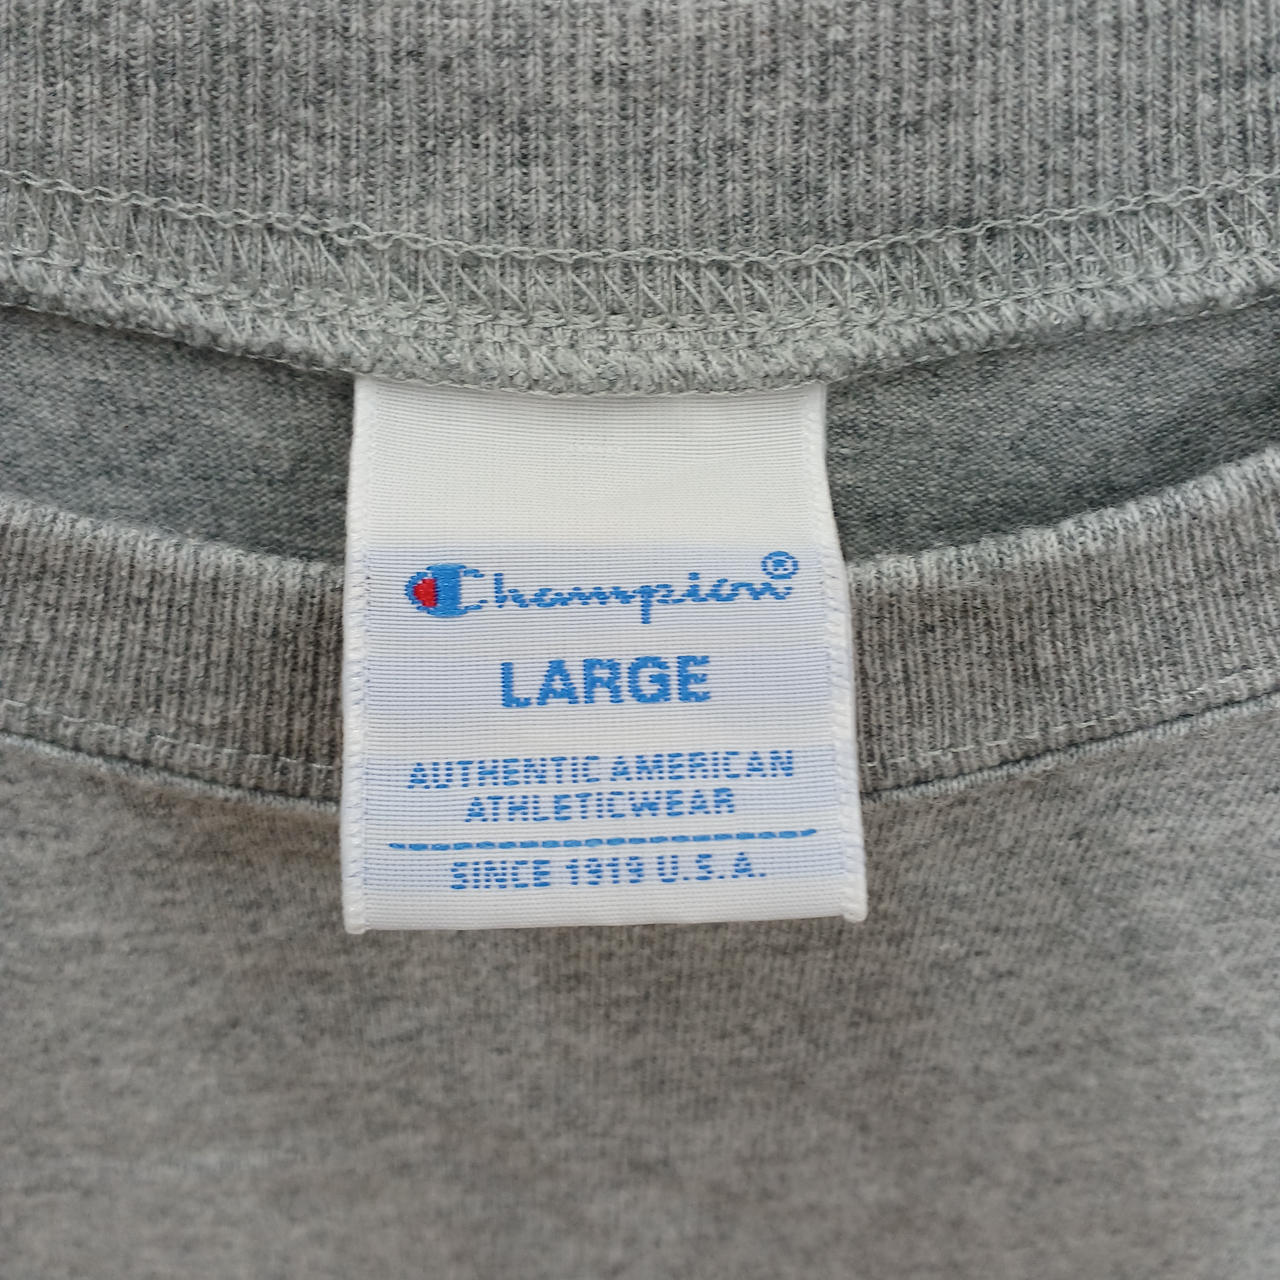 Champion®
LARGE
AUTHENTIC AMERICAN
ATHLETICWEAR
SINCE 1919 U.S.A.